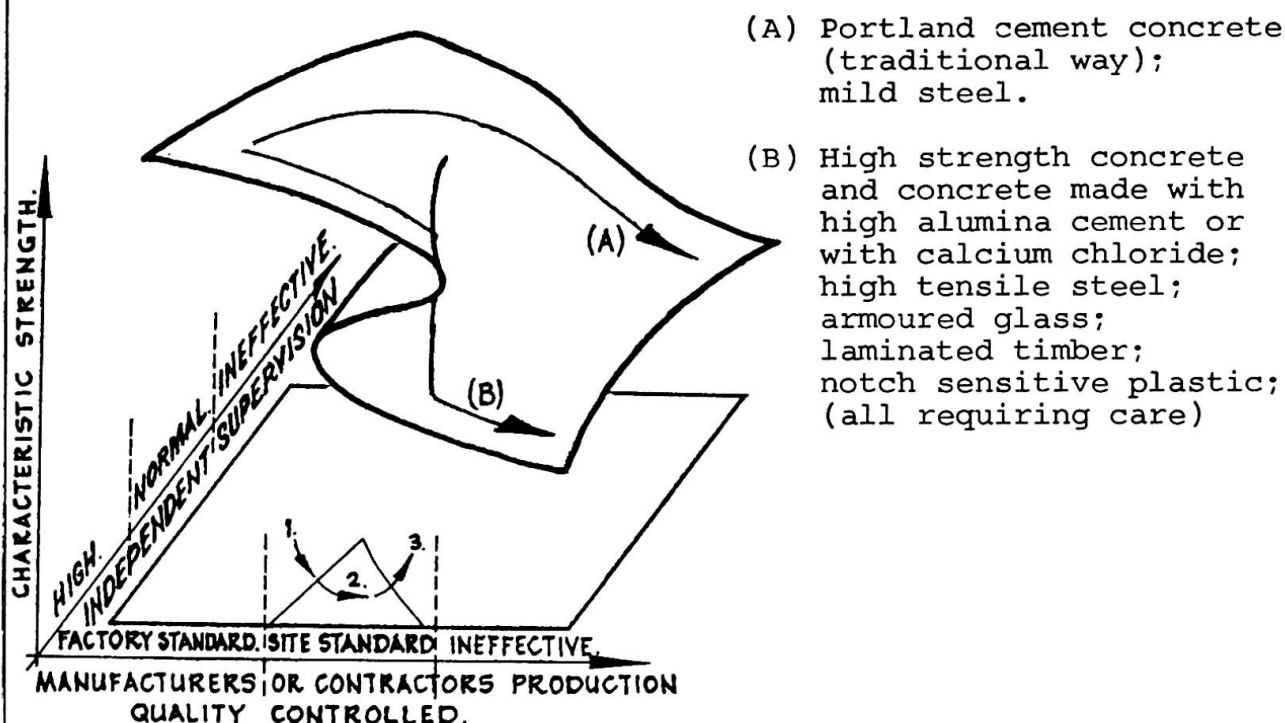 (A) Portland cement concrete
(traditional way);
mild steel.
(B) High strength concrete
and concrete made with
high alumina cement or
with calcium chloride;
high tensile steel;
armoured glass;
laminated timber;
notch sensitive plastic;
(all requiring care)
CHARACTERISTIC STRENGTH.
(A)
(B)
HIGH. NORMAL. INEFFECTIVE.
INDEPENDENT SUPERVISION
1.
2.
3.
FACTORY STANDARD. SITE STANDARD INEFFECTIVE.
MANUFACTURERS OR CONTRACTORS PRODUCTION
QUALITY CONTROLLED.